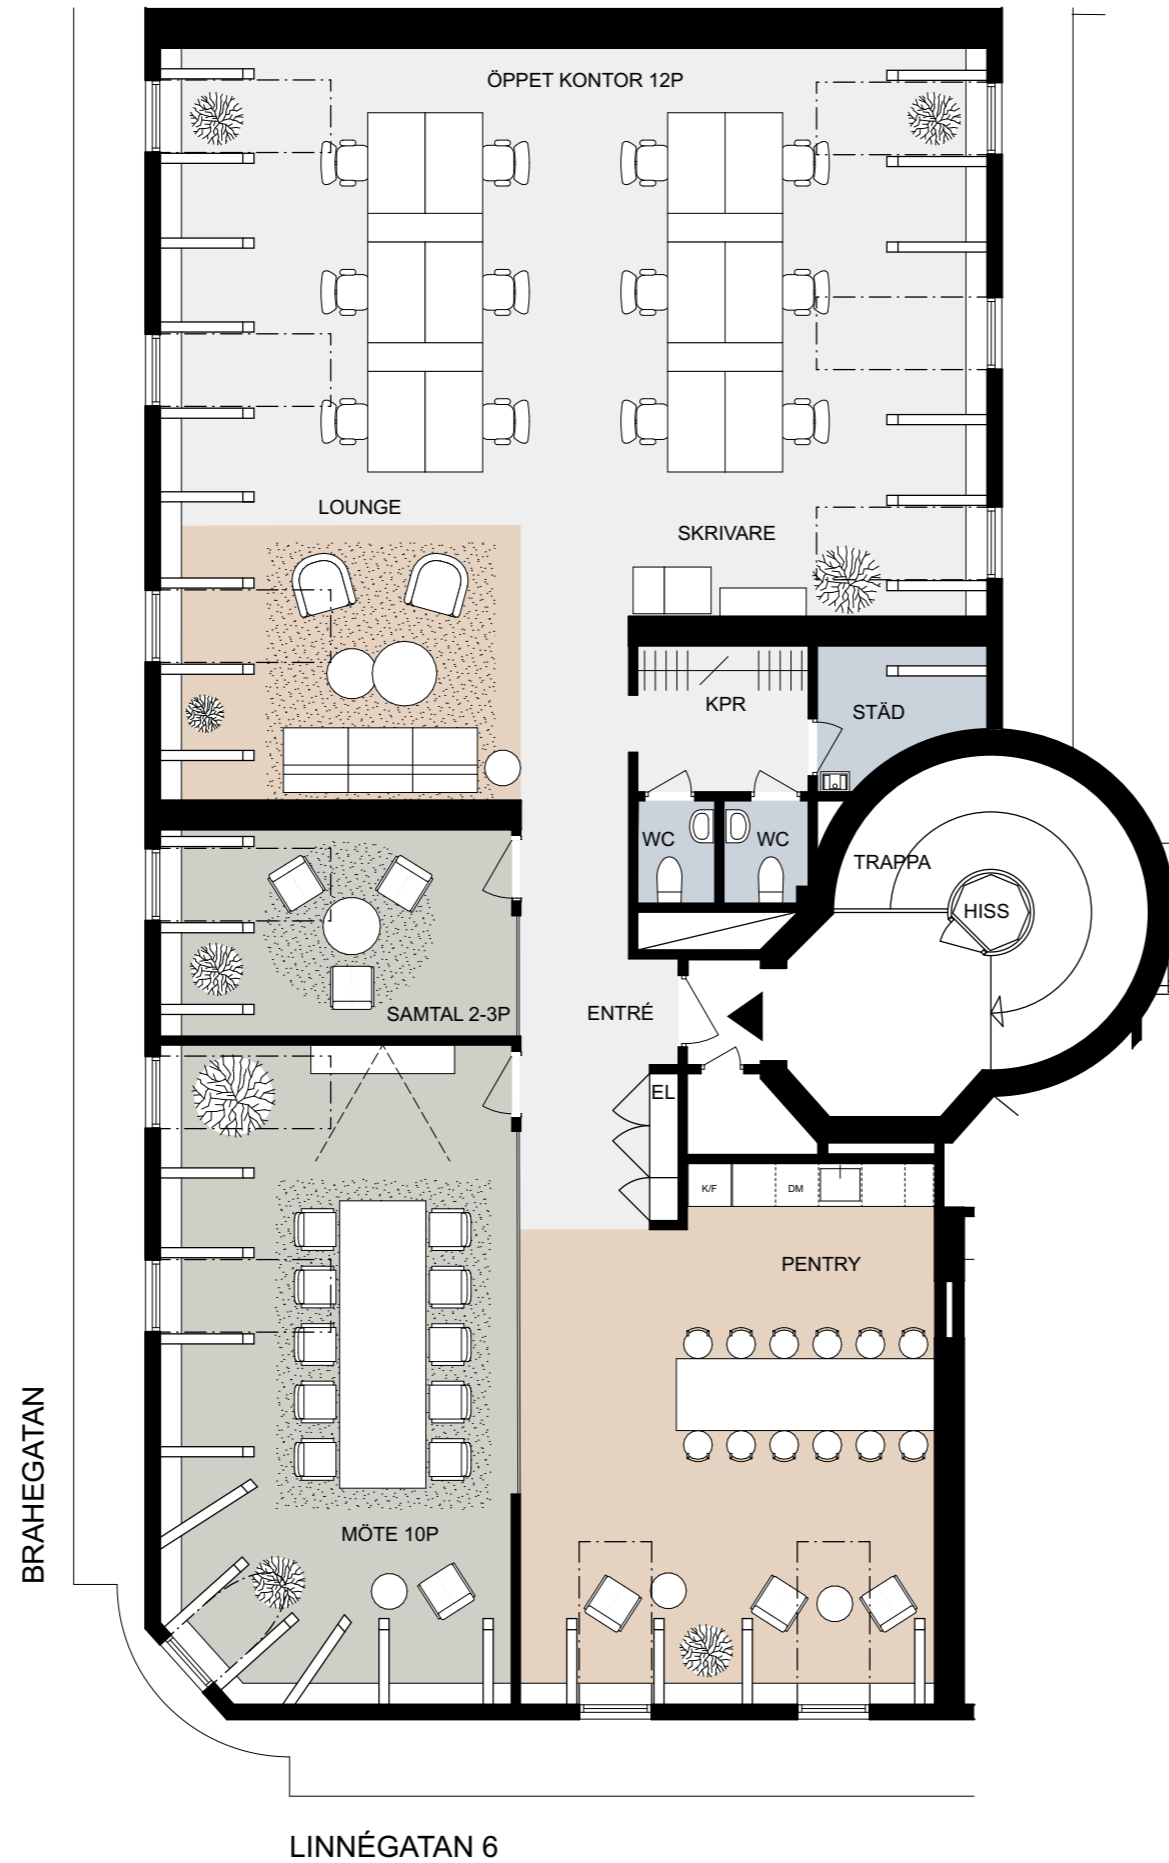 ÖPPET KONTOR 12P
LOUNGE
SKRIVARE
KPR
STÄD
WC
WC
TRAPPA
HISS
SAMTAL 2-3P
ENTRÉ
EL
K/F
DM
PENTRY
MÖTE 10P
BRAHEGATAN
LINNÉGATAN 6